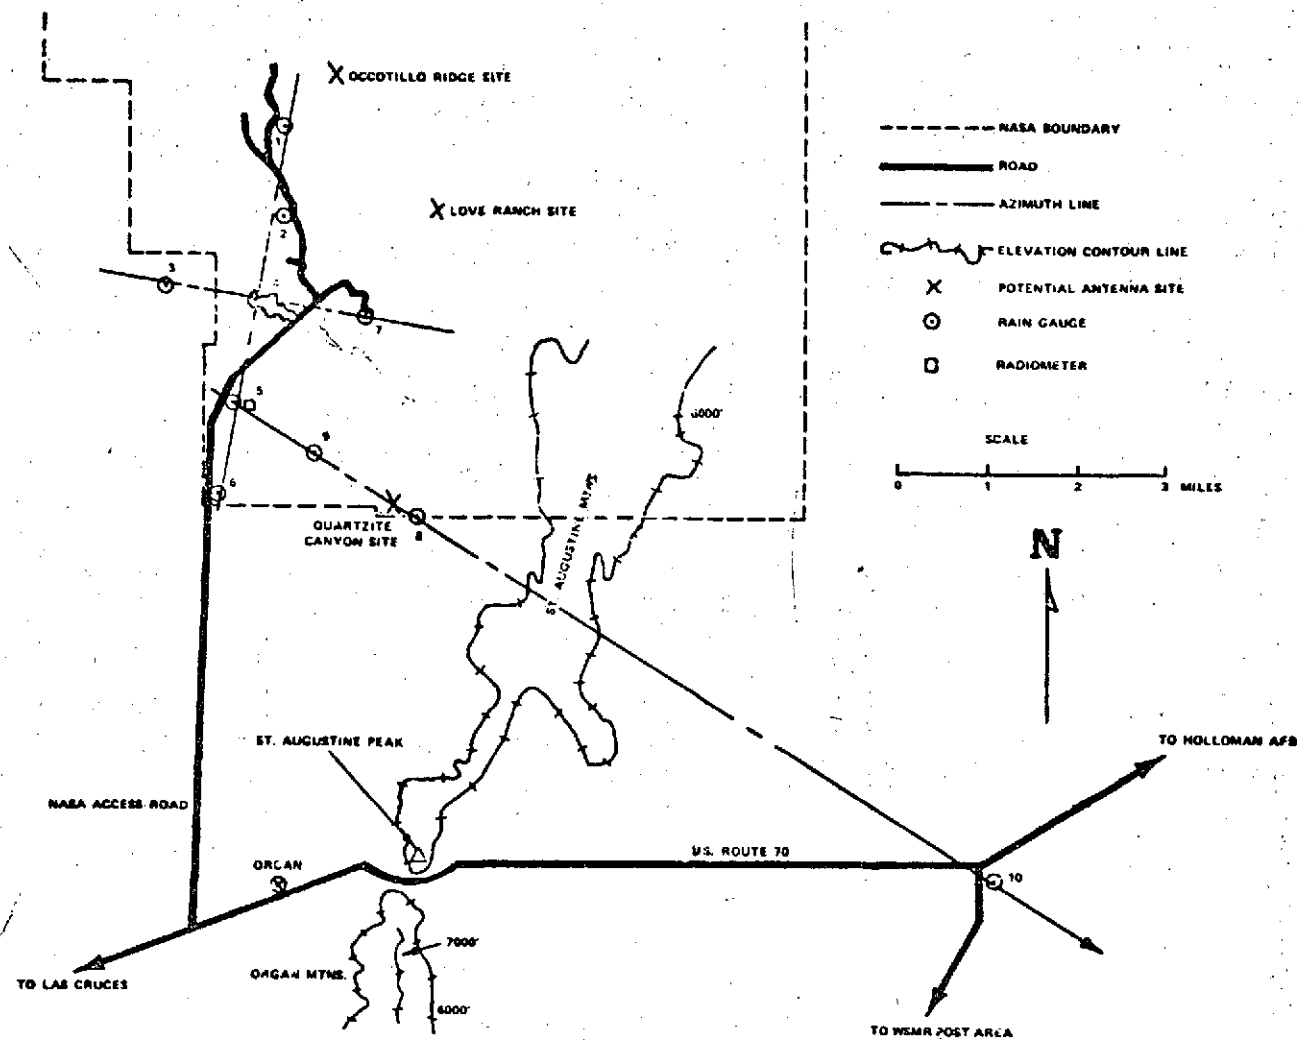 OCCOTILLO RIDGE SITE
1
NASA BOUNDARY
ROAD
AZIMUTH LINE
LOVE RANCH SITE
2
ELEVATION CONTOUR LINE
3
POTENTIAL ANTENNA SITE
RAIN GAUGE
7
RADIOMETER
5
6000'
4
SCALE
6
0 1 2 3 MILES
QUARTZITE
CANYON SITE
8
ST. AUGUSTINE MTNS
N
ST. AUGUSTINE PEAK
TO HOLLOMAN AFB
NASA ACCESS ROAD
U.S. ROUTE 70
ORGAN
10
7000'
ORGAN MTNS.
TO LAS CRUCES
6000'
TO WSMR POST AREA